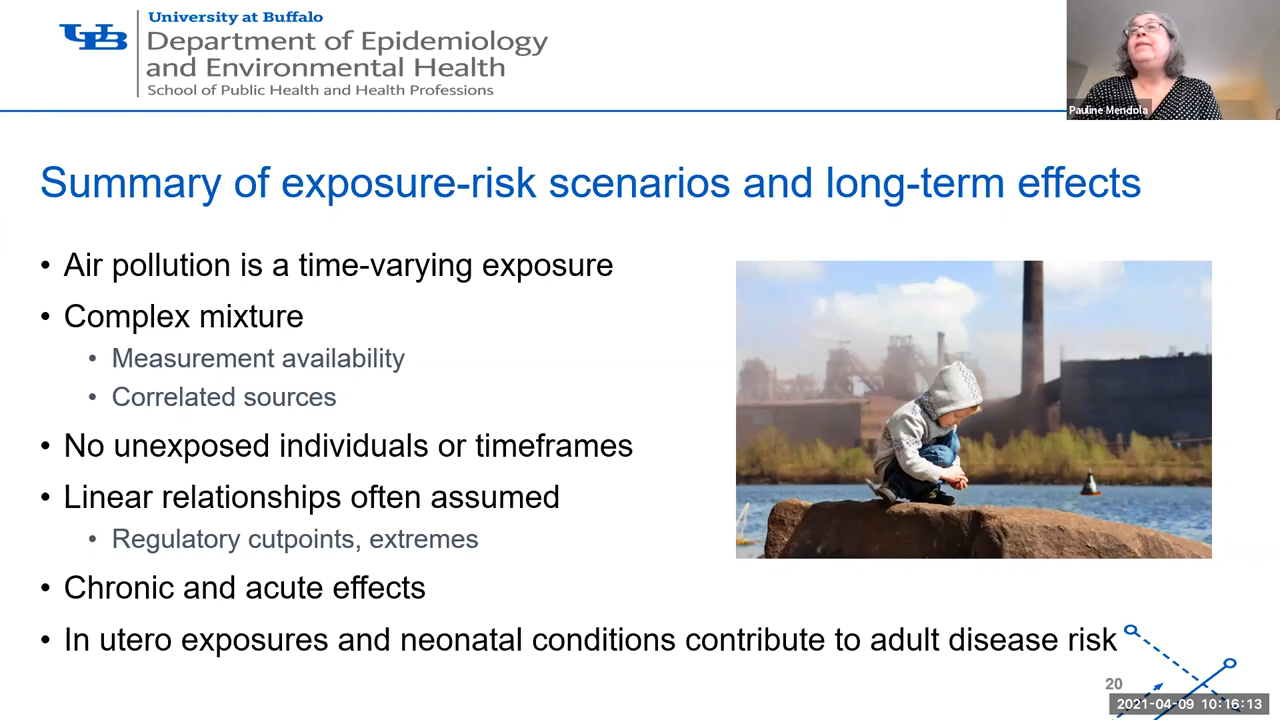 UB
University at Buffalo
Department of Epidemiology
and Environmental Health
School of Public Health and Health Professions
Pauline Mendola
Summary of exposure-risk scenarios and long-term effects
• Air pollution is a time-varying exposure
• Complex mixture
• Measurement availability
• Correlated sources
• No unexposed individuals or timeframes
• Linear relationships often assumed
• Regulatory cutpoints, extremes
• Chronic and acute effects
• In utero exposures and neonatal conditions contribute to adult disease risk
20
2021-04-09 10:16:13